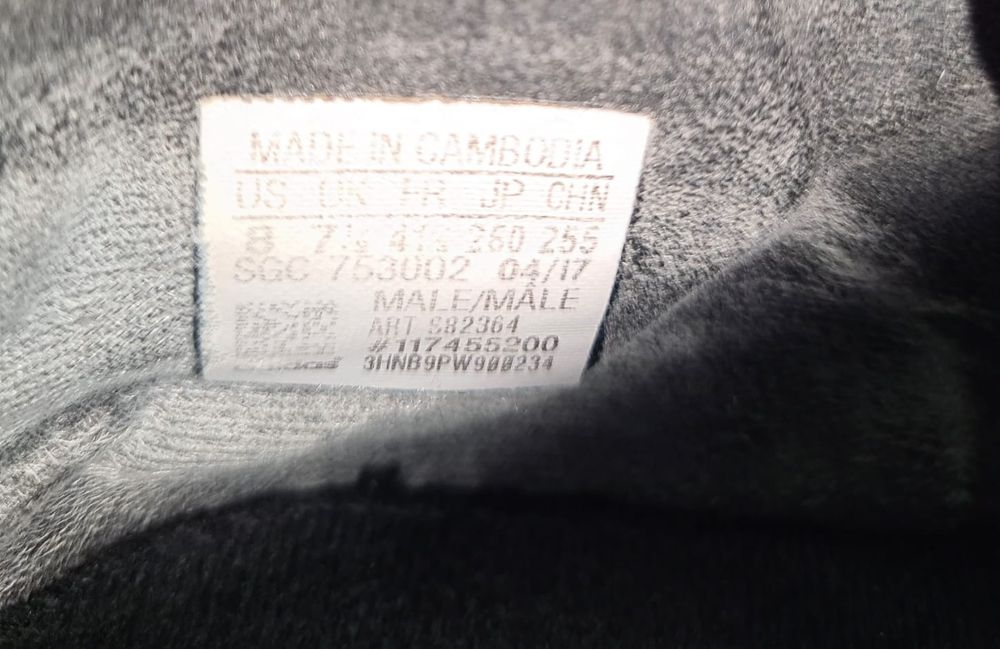 MADE IN CAMBODIA
US UK FR JP CHN
8 7½ 41⅓ 260 255
SGC 753002 04/17
MALE/MÂLE
ART S82364
#117455200
3HNB9PW900234